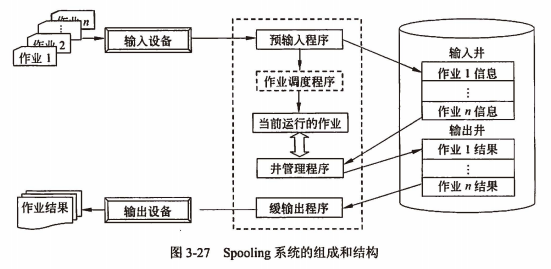 作业 n
作业 2
作业 1
输入设备
预输入程序
作业调度程序
当前运行的作业
井管理程序
缓输出程序
输入井
作业 1 信息
⋮
作业 n 信息
输出井
作业 1 结果
⋮
作业 n 结果
作业结果
输出设备
图 3-27 Spooling 系统的组成和结构